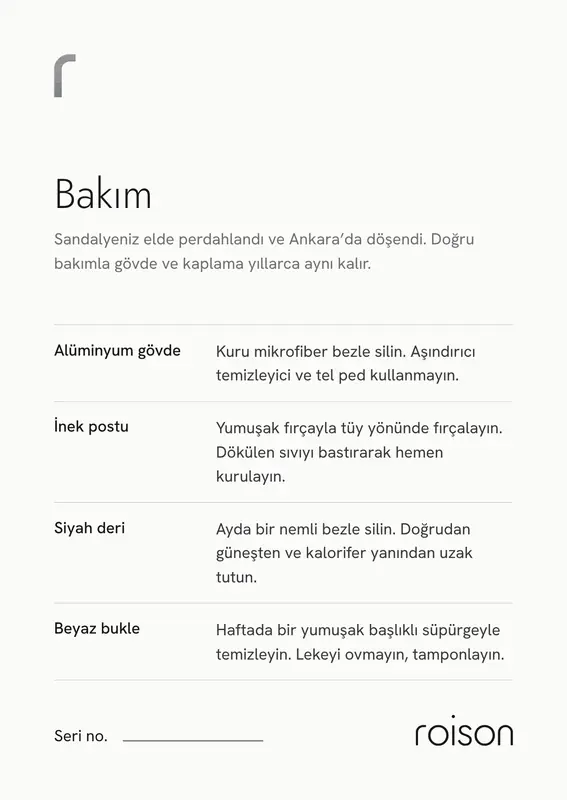 r
Bakım
Sandalyeniz elde perdahlandı ve Ankara’da döşendi. Doğru
bakımla gövde ve kaplama yıllarca aynı kalır.
Alüminyum gövde
Kuru mikrofiber bezle silin. Aşındırıcı
temizleyici ve tel ped kullanmayın.
İnek postu
Yumuşak fırçayla tüy yönünde fırçalayın.
Dökülen sıvıyı bastırarak hemen
kurulayın.
Siyah deri
Ayda bir nemli bezle silin. Doğrudan
güneşten ve kalorifer yanından uzak
tutun.
Beyaz bukle
Haftada bir yumuşak başlıklı süpürgeyle
temizleyin. Lekeyi ovmayın, tamponlayın.
Seri no.
roison